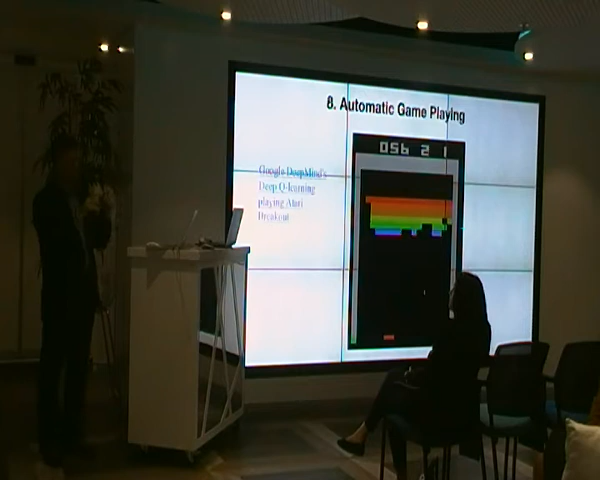 8. Automatic Game Playing
056 2 1
Google DeepMind's
Deep Q-learning
playing Atari
Breakout